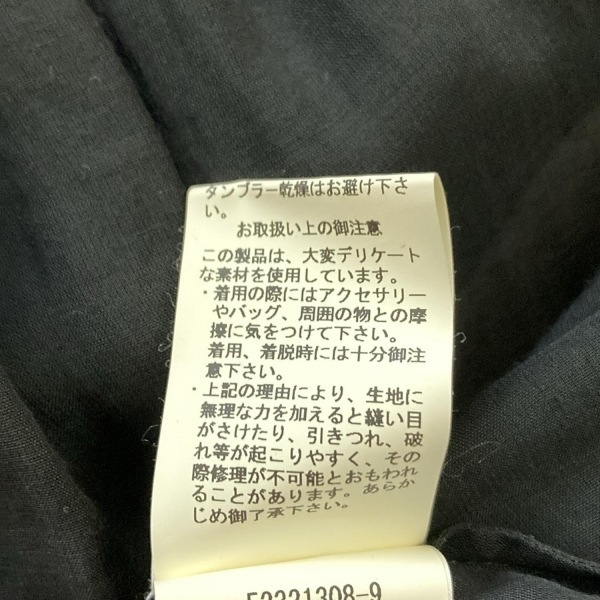 タンブラー乾燥はお避け下さ
い。
お取扱い上の御注意
この製品は、大変デリケート
な素材を使用しています。
・着用の際にはアクセサリー
やバッグ、周囲の物との摩
擦に気をつけて下さい。
着用、着脱時には十分御注
意下さい。
・上記の理由により、生地に
無理な力を加えると縫い目
がさけたり、引きつれ、破
れ等が起こりやすく、その
際修理が不可能とおもわれ
ることがあります。あらか
じめ御了承下さい。